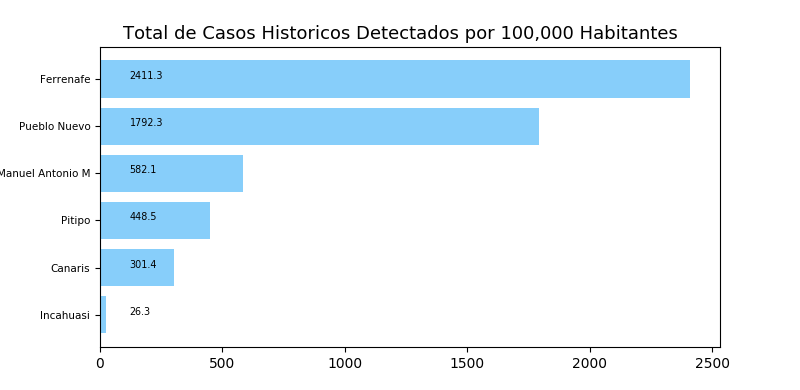 Total de Casos Historicos Detectados por 100,000 Habitantes
Ferrenafe 2411.3
Pueblo Nuevo 1792.3
Manuel Antonio M 582.1
Pitipo 448.5
Canaris 301.4
Incahuasi 26.3
0 500 1000 1500 2000 2500